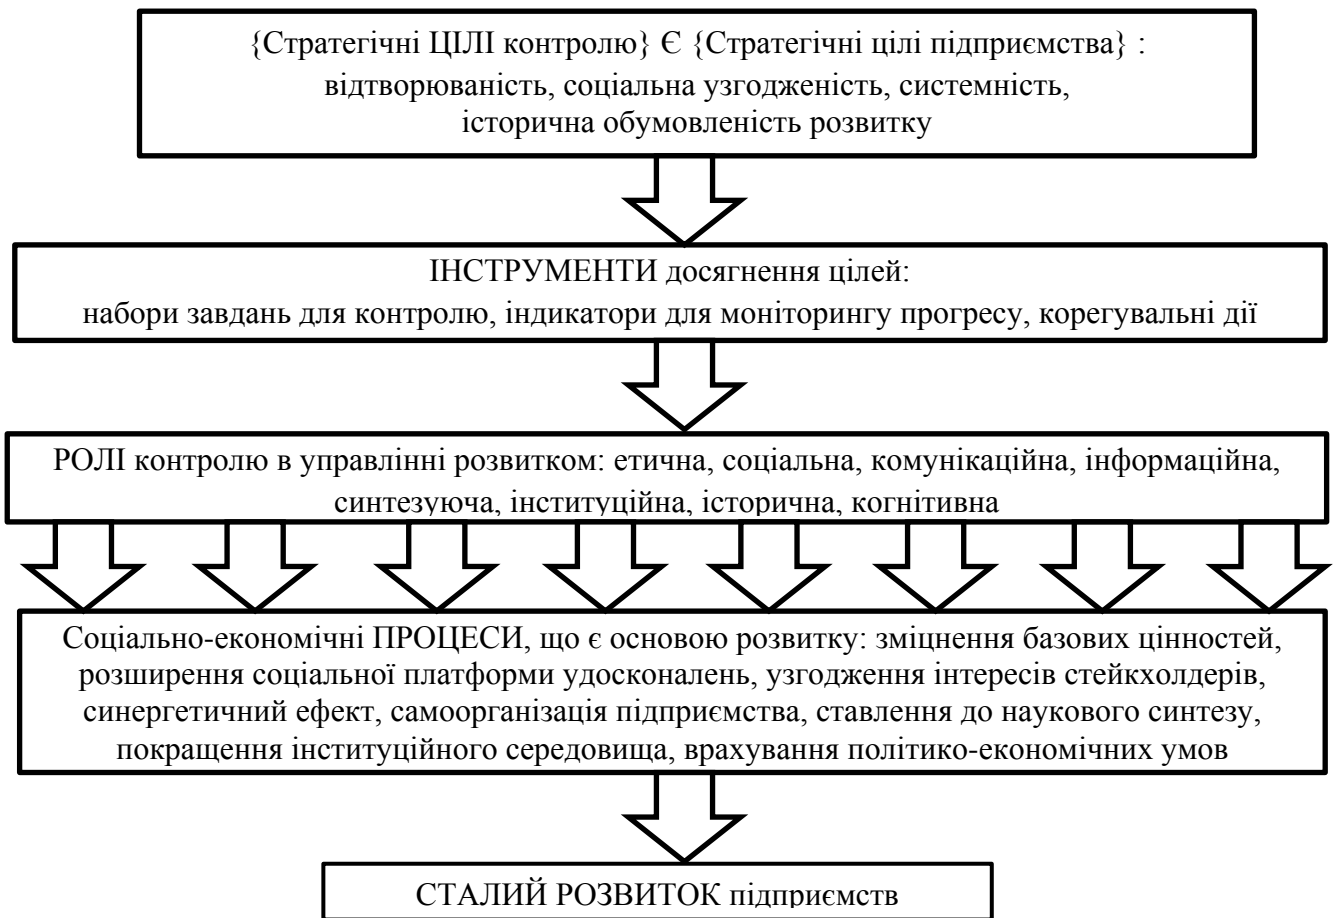 {Стратегічні ЦІЛІ контролю} Є {Стратегічні цілі підприємства} :
відтворюваність, соціальна узгодженість, системність,
історична обумовленість розвитку
ІНСТРУМЕНТИ досягнення цілей:
набори завдань для контролю, індикатори для моніторингу прогресу, корегувальні дії
РОЛІ контролю в управлінні розвитком: етична, соціальна, комунікаційна, інформаційна,
синтезуюча, інституційна, історична, когнітивна
Соціально-економічні ПРОЦЕСИ, що є основою розвитку: зміцнення базових цінностей,
розширення соціальної платформи удосконалень, узгодження інтересів стейкхолдерів,
синергетичний ефект, самоорганізація підприємства, ставлення до наукового синтезу,
покращення інституційного середовища, врахування політико-економічних умов
СТАЛИЙ РОЗВИТОК підприємств